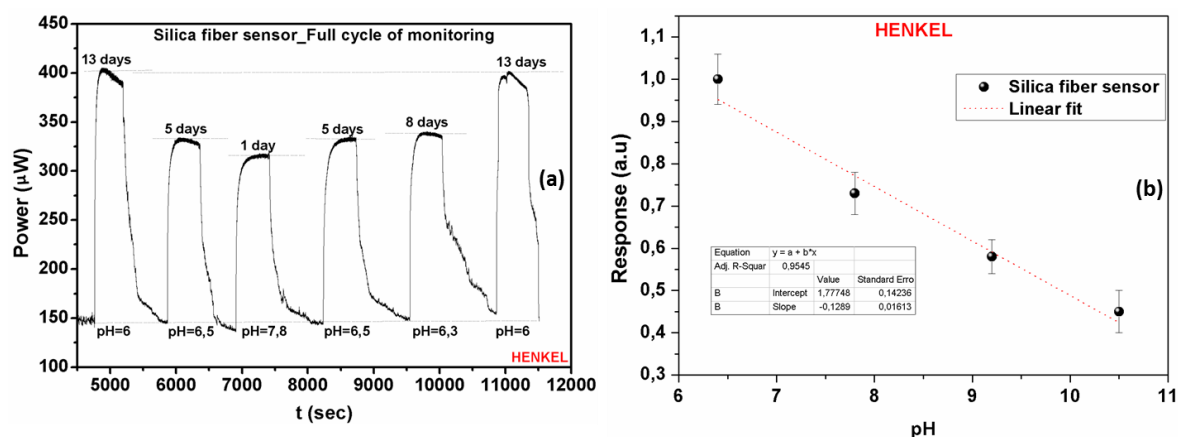 Silica fiber sensor_Full cycle of monitoring
13 days
5 days
1 day
5 days
8 days
13 days
(a)
pH=6
pH=6,5
pH=7,8
pH=6,5
pH=6,3
pH=6
HENKEL
Power (µW)
450
400
350
300
250
200
150
100
5000 6000 7000 8000 9000 10000 11000 12000
t (sec)
HENKEL
Silica fiber sensor
Linear fit
(b)
Response (a.u)
1,1
1,0
0,9
0,8
0,7
0,6
0,5
0,4
0,3
Equation y = a + b*x
Adj. R-Squar 0,9545
Value Standard Erro
B Intercept 1,77748 0,14236
B Slope -0,1289 0,01613
6 7 8 9 10 11
pH